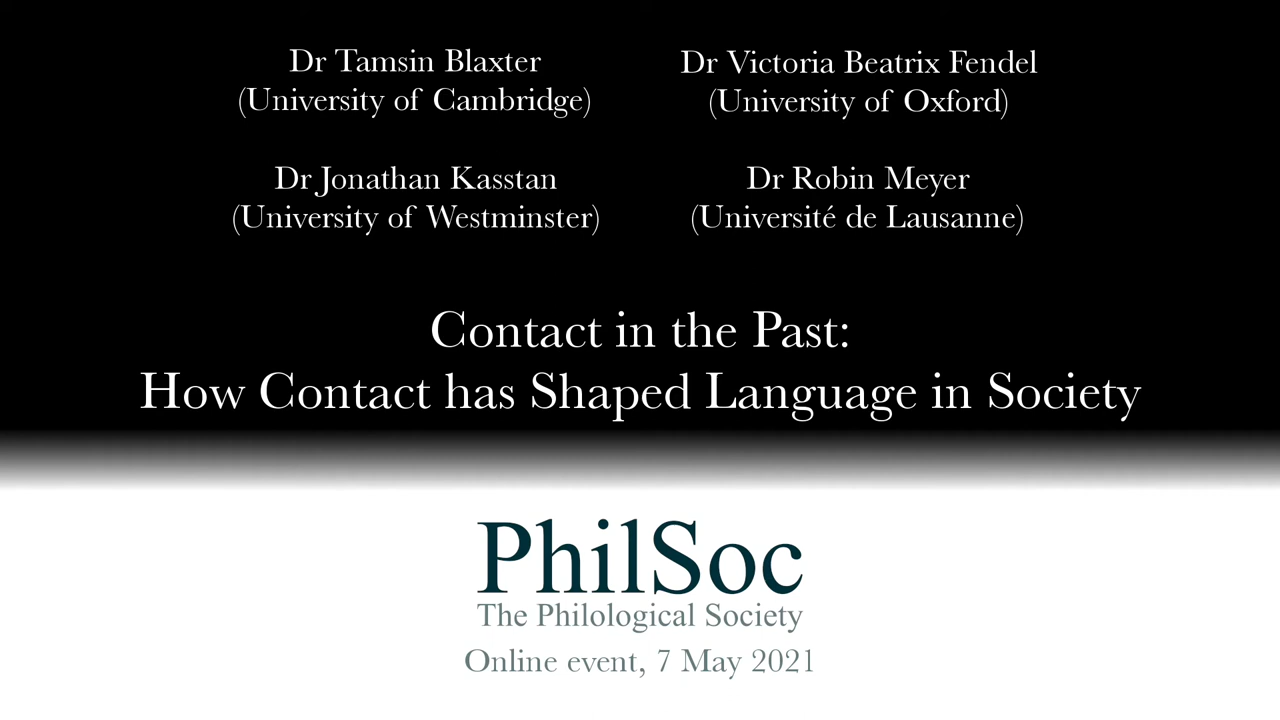 Dr Tamsin Blaxter
(University of Cambridge)
Dr Victoria Beatrix Fendel
(University of Oxford)
Dr Jonathan Kasstan
(University of Westminster)
Dr Robin Meyer
(Université de Lausanne)
Contact in the Past:
How Contact has Shaped Language in Society
PhilSoc
The Philological Society
Online event, 7 May 2021